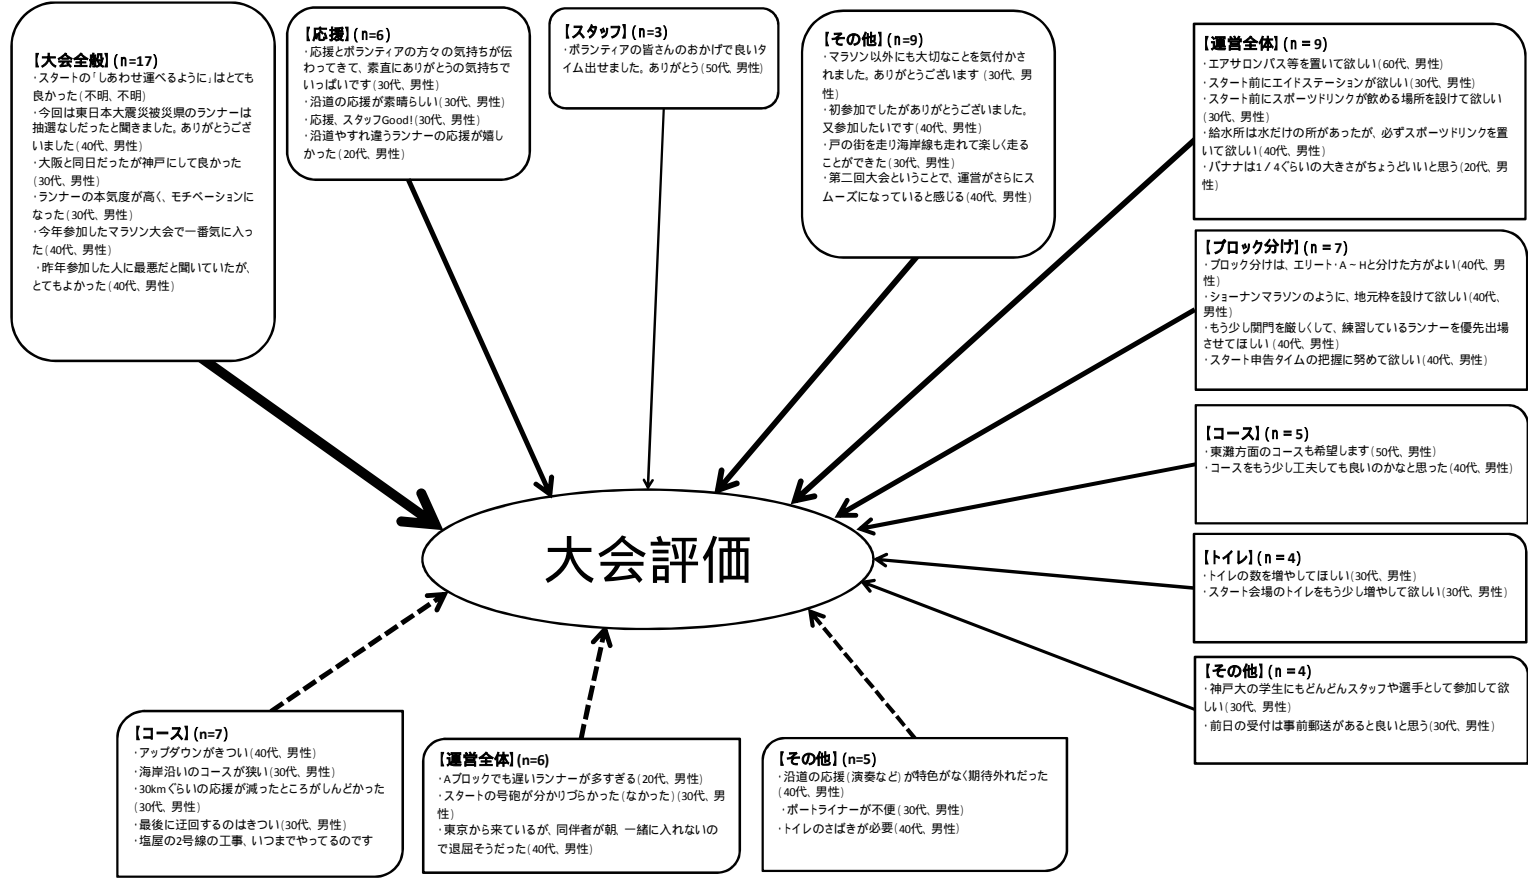 【大会全般】(n=17)
・スタートの「しあわせ運べるように」はとても
良かった(不明、不明)
・今回は東日本大震災被災県のランナーは
抽選なしだったと聞きました。ありがとうござ
いました(40代、男性)
・大阪と同日だったが神戸にして良かった
(30代、男性)
・ランナーの本気度が高く、モチベーションに
なった(30代、男性)
・今年参加したマラソン大会で一番気に入っ
た(40代、男性)
・昨年参加した人に最悪だと聞いていたが、
とてもよかった(40代、男性)
【応援】(n=6)
・応援とボランティアの方々の気持ちが伝
わってきて、素直にありがとうの気持ちで
いっぱいです(30代、男性)
・沿道の応援が素晴らしい(30代、男性)
・応援、スタッフGood!(30代、男性)
・沿道やすれ違うランナーの応援が嬉し
かった(20代、男性)
【スタッフ】(n=3)
・ボランティアの皆さんのおかげで良いタ
イム出せました。ありがとう(50代、男性)
【その他】(n=9)
・マラソン以外にも大切なことを気付かさ
れました。ありがとうございます (30代、男
性)
・初参加でしたがありがとうございました。
又参加したいです(40代、男性)
・戸の街を走り海岸線も走れて楽しく走る
ことができた(30代、男性)
・第二回大会ということで、運営がさらにス
ムーズになっていると感じる(40代、男性)
【運営全体】(n=9)
・エアサロンパス等を置いて欲しい(60代、男性)
・スタート前にエイドステーションが欲しい(30代、男性)
・スタート前にスポーツドリンクが飲める場所を設けて欲しい
(30代、男性)
・給水所は水だけの所があったが、必ずスポーツドリンクを置
いて欲しい(40代、男性)
・バナナは1/4ぐらいの大きさがちょうどいいと思う(20代、男
性)
【ブロック分け】(n=7)
・ブロック分けは、エリート・A~Hと分けた方がよい(40代、男
性)
・ショーナンマラソンのように、地元枠を設けて欲しい(40代、
男性)
・もう少し関門を厳しくして、練習しているランナーを優先出場
させてほしい(40代、男性)
・スタート申告タイムの把握に努めて欲しい(40代、男性)
【コース】(n=5)
・東灘方面のコースも希望します(50代、男性)
・コースをもう少し工夫しても良いのかなと思った(40代、男性)
【トイレ】(n=4)
・トイレの数を増やしてほしい(30代、男性)
・スタート会場のトイレをもう少し増やして欲しい(30代、男性)
【その他】(n=4)
・神戸大の学生にもどんどんスタッフや選手として参加して欲
しい(30代、男性)
・前日の受付は事前郵送があると良いと思う(30代、男性)
大会評価
【コース】(n=7)
・アップダウンがきつい(40代、男性)
・海岸沿いのコースが狭い(30代、男性)
・30kmぐらいの応援が減ったところがしんどかった
(30代、男性)
・最後に迂回するのはきつい(30代、男性)
・塩屋の2号線の工事、いつまでやってるのです
【運営全体】(n=6)
・Aブロックでも遅いランナーが多すぎる(20代、男性)
・スタートの号砲が分かりづらかった(なかった)(30代、男
性)
・東京から来ているが、同伴者が朝、一緒に入れないの
で退屈そうだった(40代、男性)
【その他】(n=5)
・沿道の応援(演奏など)が特色がなく期待外れだった
(40代、男性)
・ポートライナーが不便(30代、男性)
・トイレのさばきが必要(40代、男性)